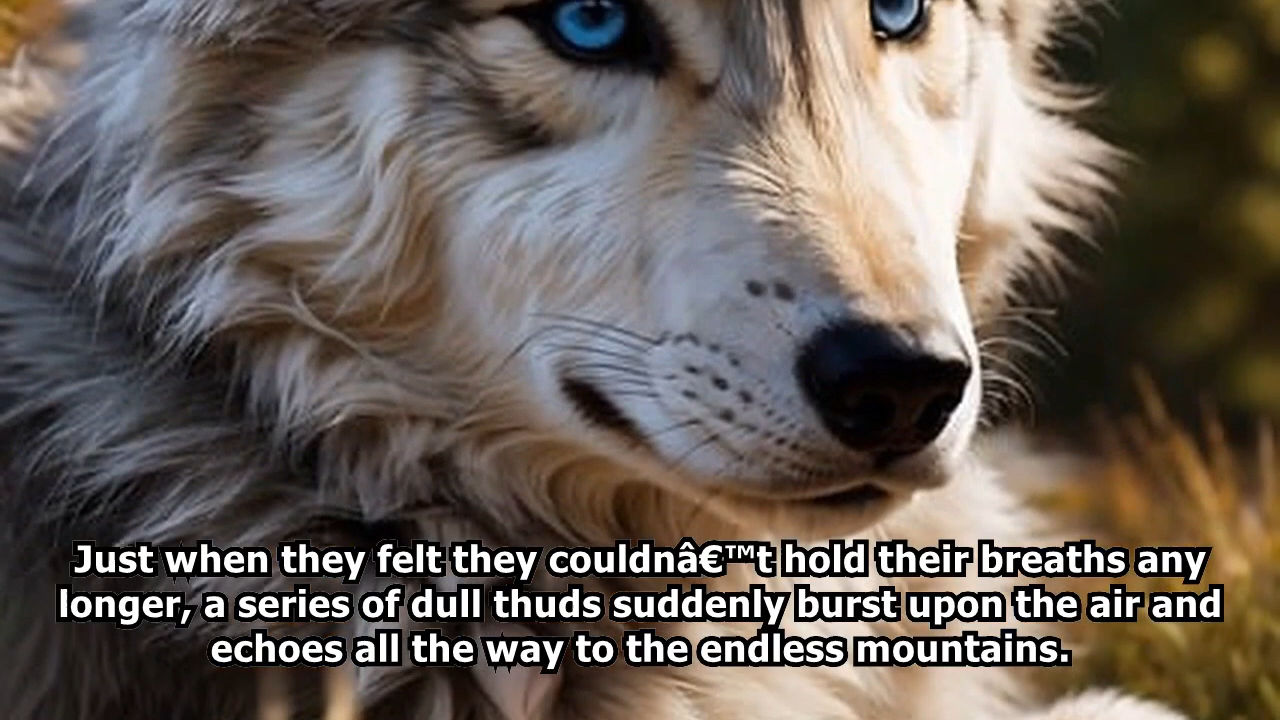 Just when they felt they couldnâ€™t hold their breaths any
longer, a series of dull thuds suddenly burst upon the air and
echoes all the way to the endless mountains.